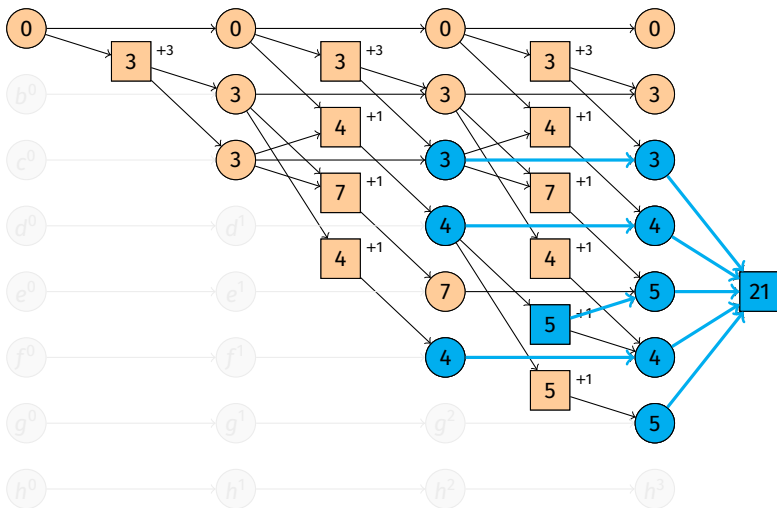 0 0 0 0
3 +3 3 +3 3 +3
b⁰ 3 3 3
4 +1 4 +1
c⁰ 3 3 3
7 +1 7 +1
d⁰ d¹ 4 4
4 +1 4 +1
e⁰ e¹ 7 5 21
5 +1
f⁰ f¹ 4 4
5 +1
g⁰ g¹ g² 5
h⁰ h¹ h² h³